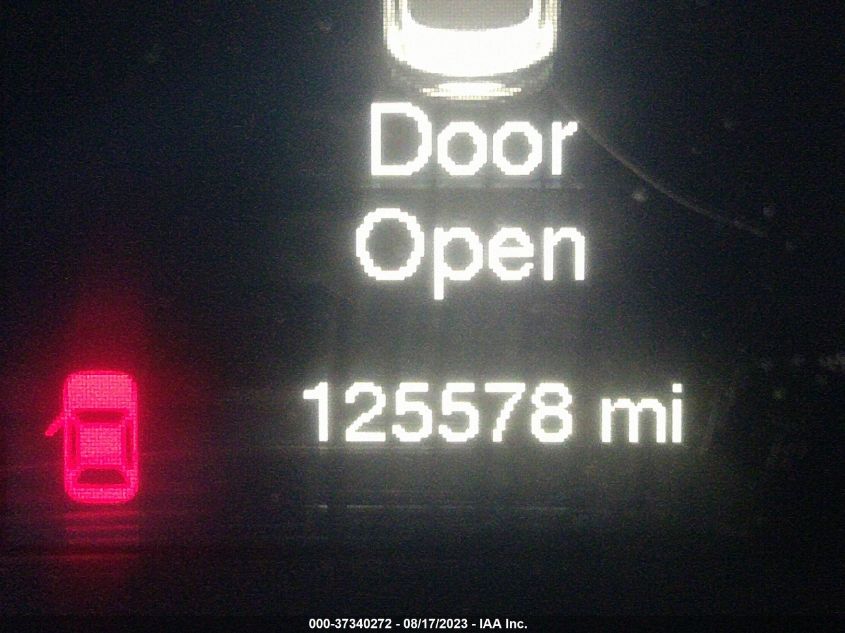 Door
Open
125578 mi
000-37340272 - 08/17/2023 - IAA Inc.